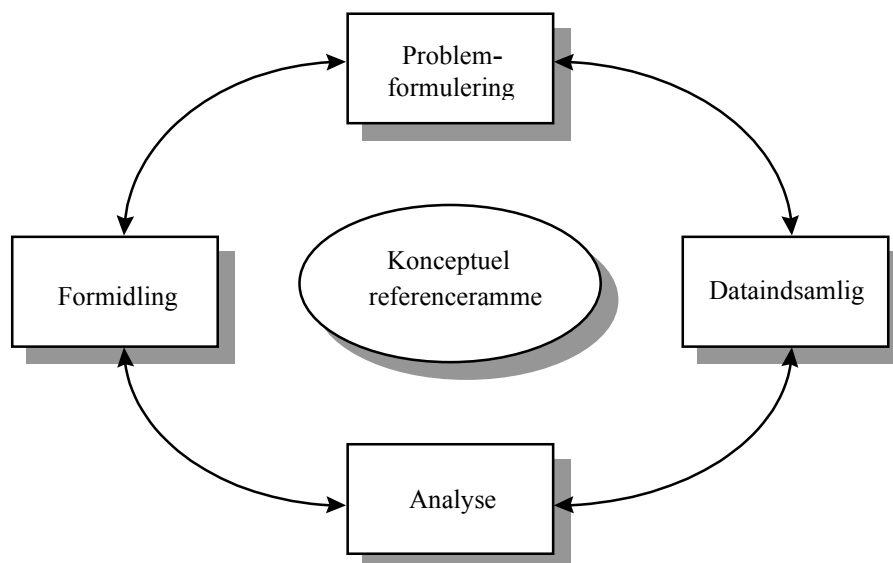 Problem-
formulering
Konceptuel
referenceramme
Formidling
Dataindsamlig
Analyse